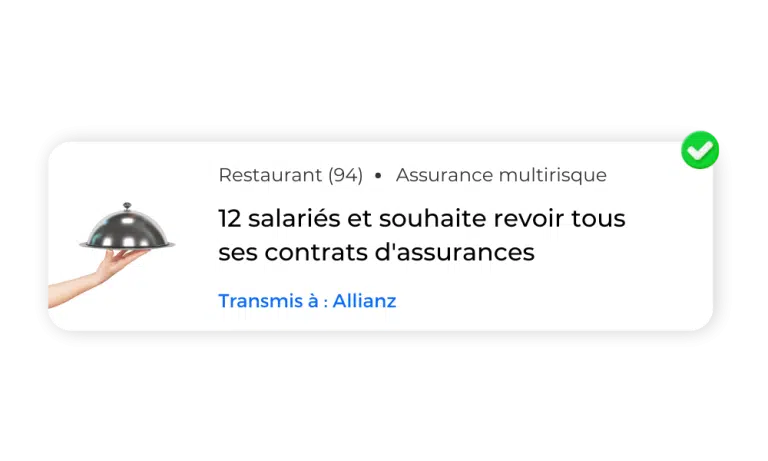 Restaurant (94) • Assurance multirisque
12 salariés et souhaite revoir tous
ses contrats d'assurances
Transmis à : Allianz